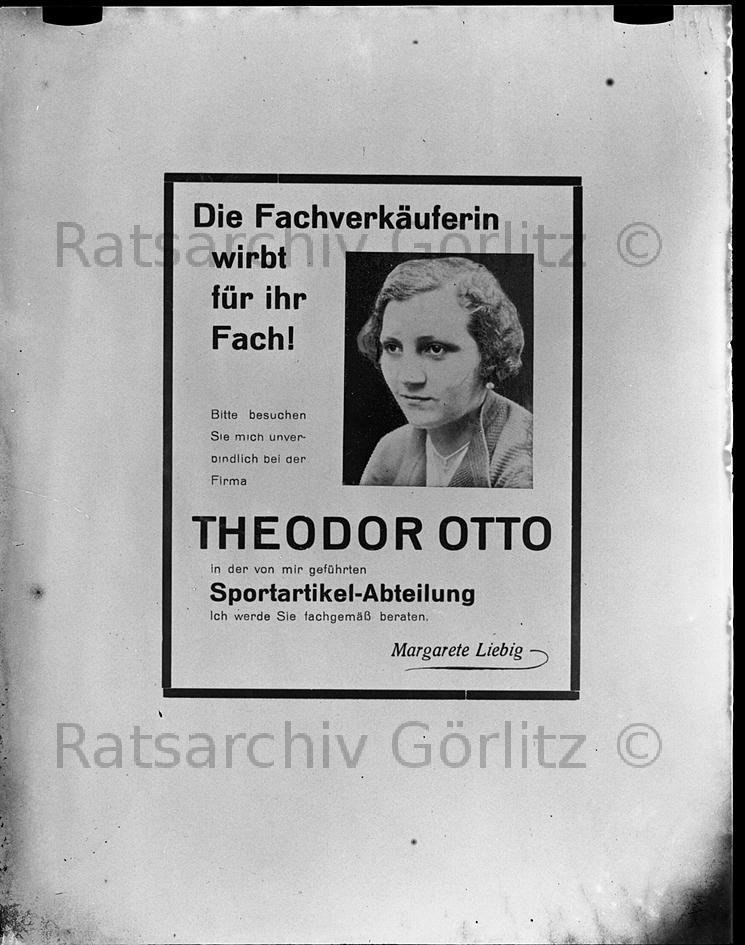 Die Fachverkäuferin
wirbt
für ihr
Fach!
Bitte besuchen
Sie mich unver-
bindlich bei der
Firma
THEODOR OTTO
in der von mir geführten
Sportartikel-Abteilung
Ich werde Sie fachgemäß beraten.
Margarete Liebig
Ratsarchiv Görlitz ©
Ratsarchiv Görlitz ©